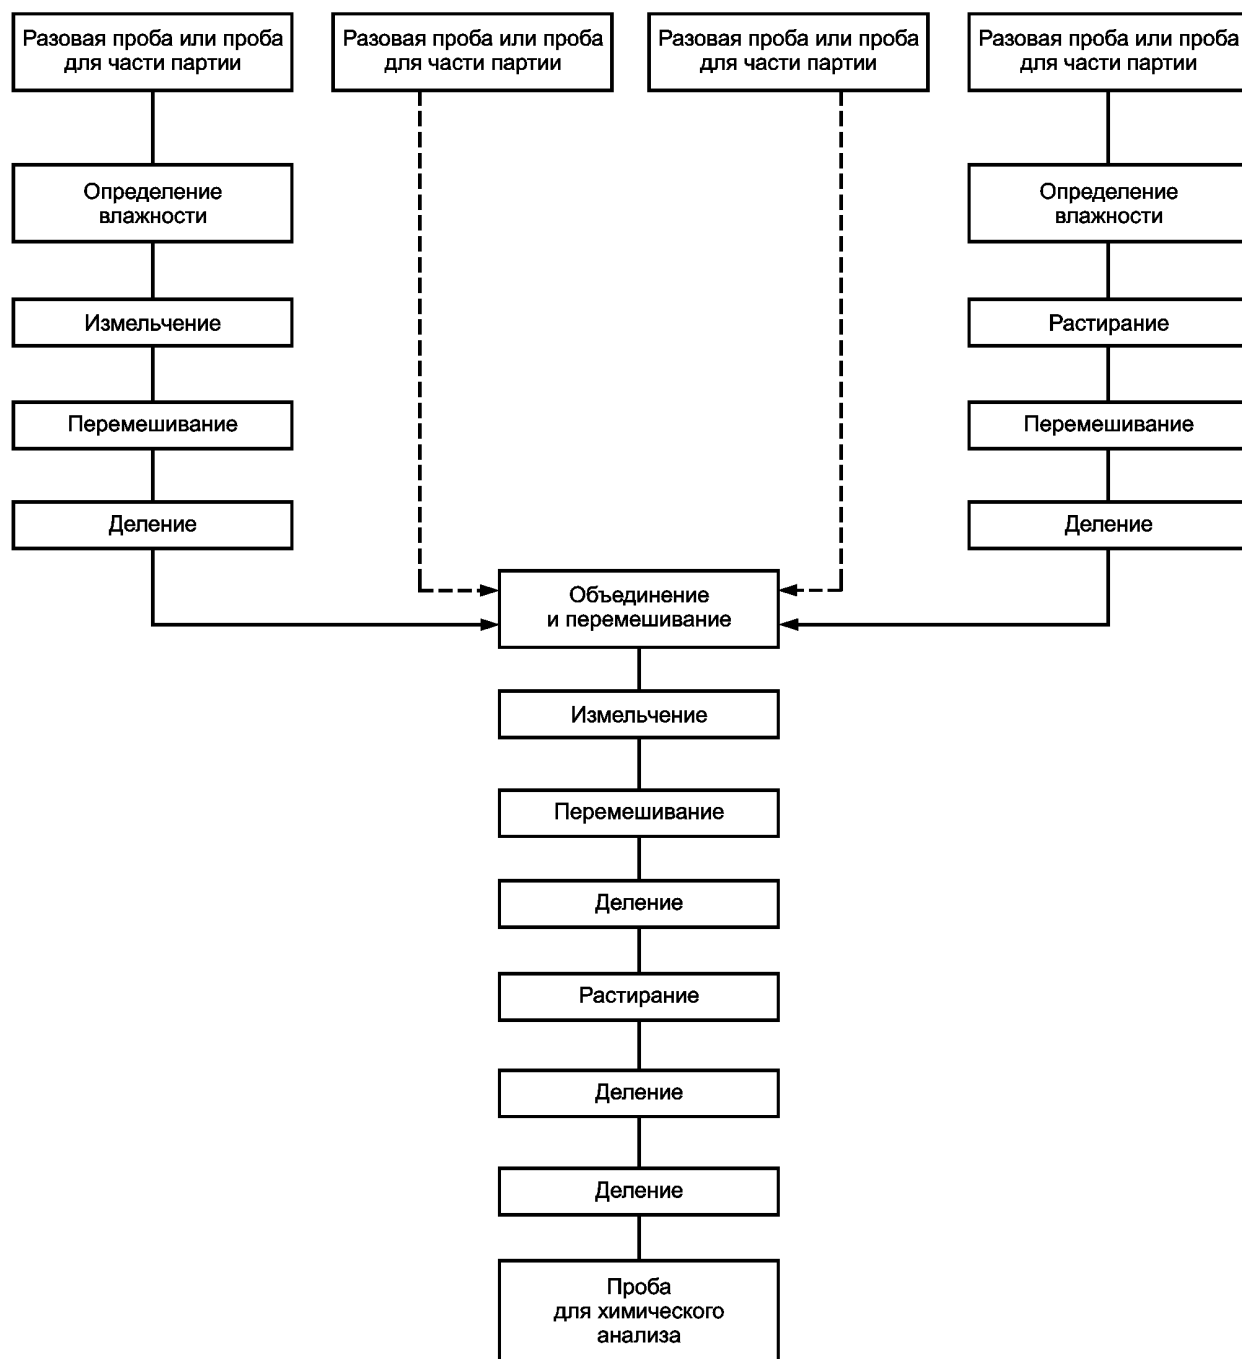 Разовая проба или проба
для части партии
Разовая проба или проба
для части партии
Разовая проба или проба
для части партии
Разовая проба или проба
для части партии
Определение
влажности
Определение
влажности
Измельчение
Растирание
Перемешивание
Перемешивание
Деление
Деление
Объединение
и перемешивание
Измельчение
Перемешивание
Деление
Растирание
Деление
Деление
Проба
для химического
анализа